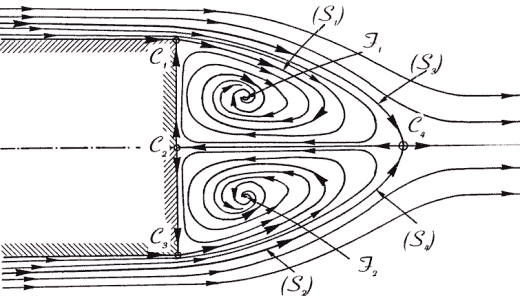 (S₁)
ℱ₁
(S₃)
C₁
C₄
C₂
C₃
(S₄)
ℱ₂
(S₂)